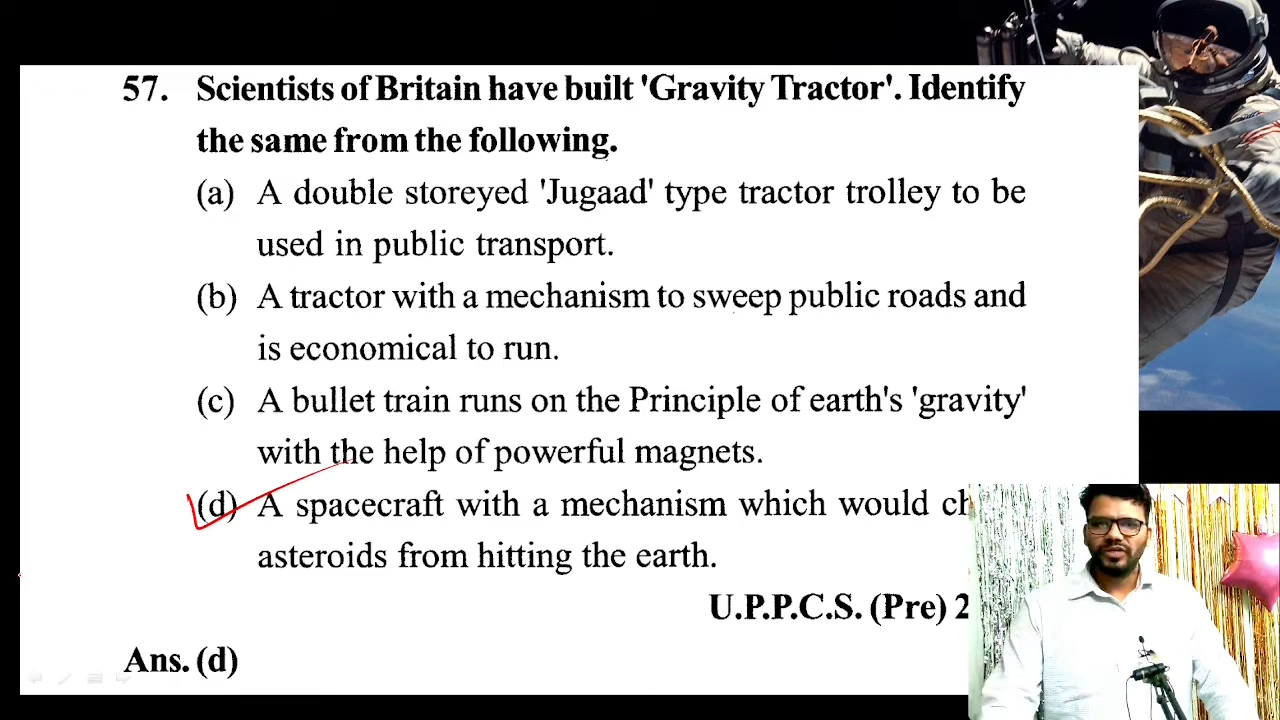 57. Scientists of Britain have built 'Gravity Tractor'. Identify
the same from the following.
(a) A double storeyed 'Jugaad' type tractor trolley to be
used in public transport.
(b) A tractor with a mechanism to sweep public roads and
is economical to run.
(c) A bullet train runs on the Principle of earth's 'gravity'
with the help of powerful magnets.
(d) A spacecraft with a mechanism which would
asteroids from hitting the earth.
U.P.P.C.S. (Pre)
Ans. (d)